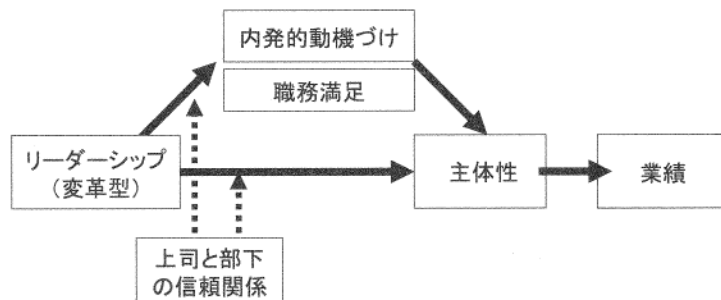 内発的動機づけ
職務満足
リーダーシップ
（変革型）
主体性
業績
上司と部下
の信頼関係